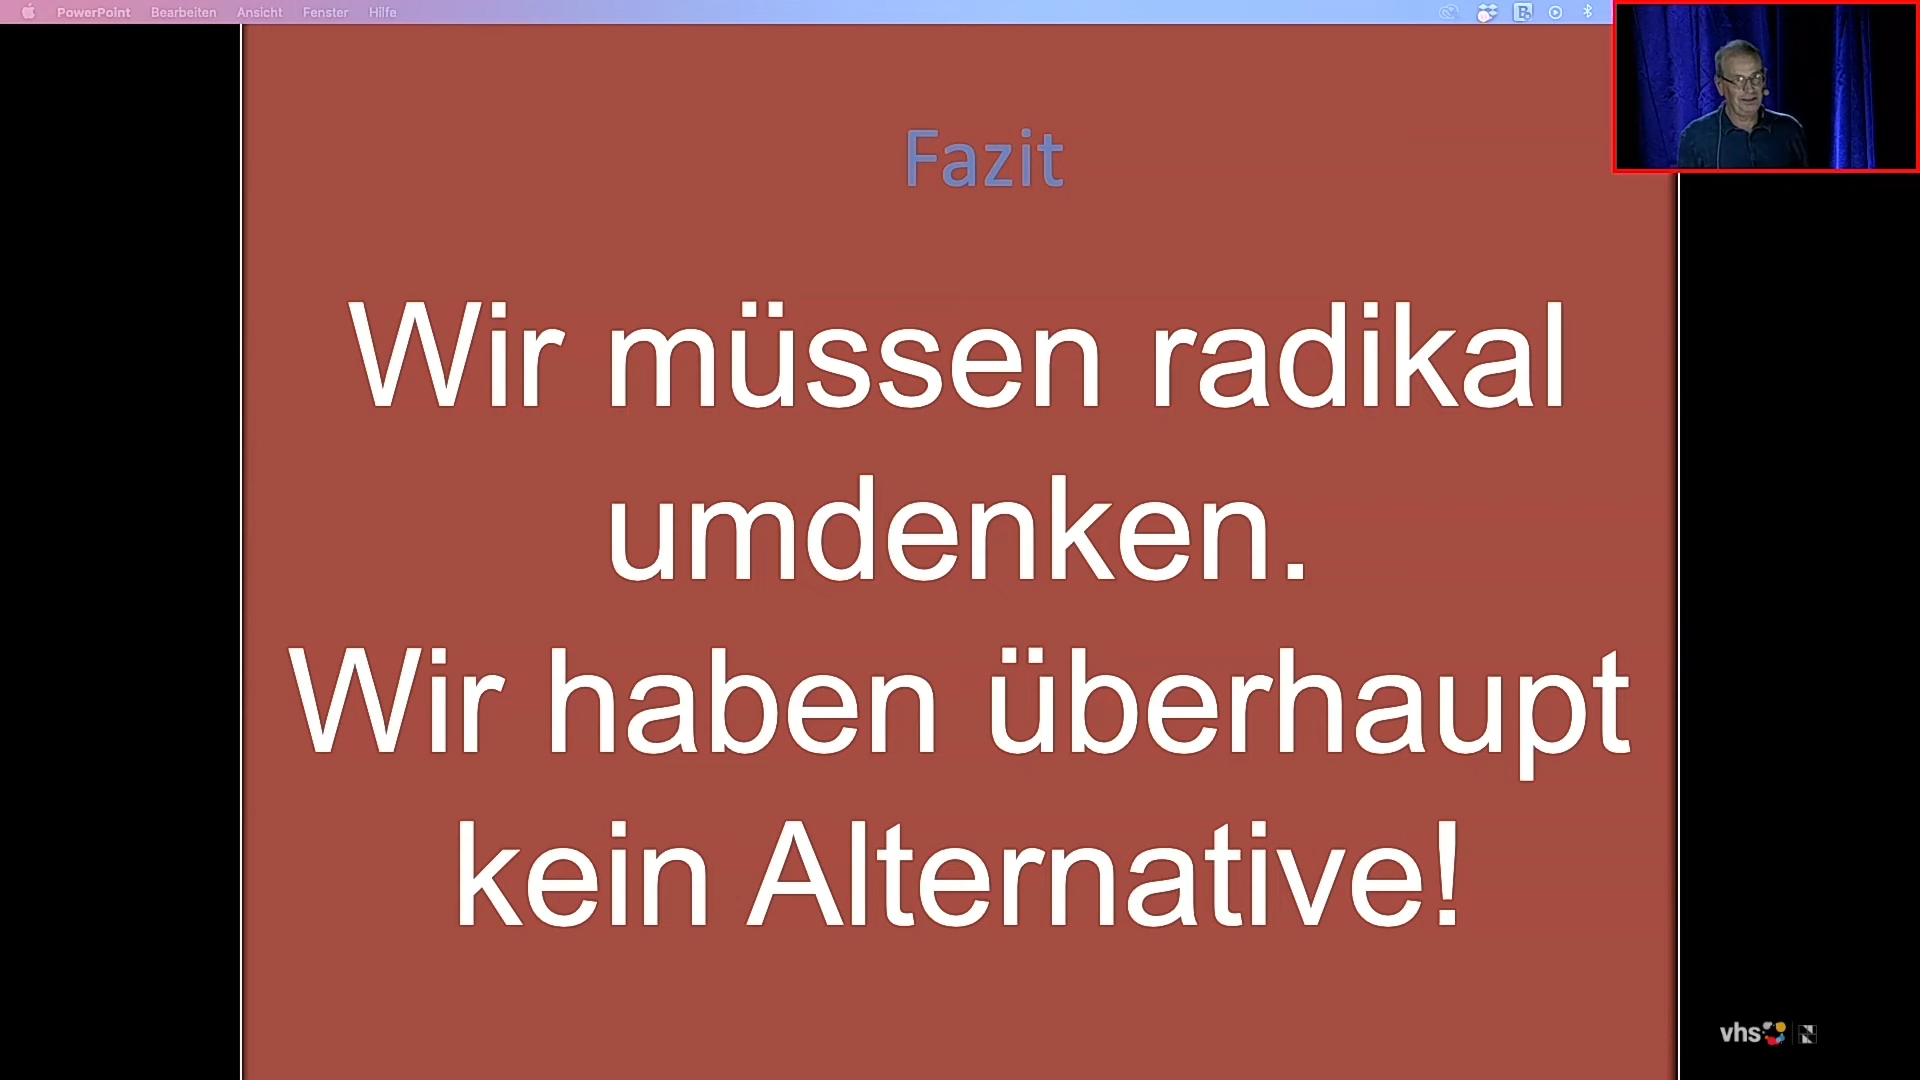 PowerPoint Bearbeiten Ansicht Fenster Hilfe
Fazit
Wir müssen radikal
umdenken.
Wir haben überhaupt
kein Alternative!
vhs